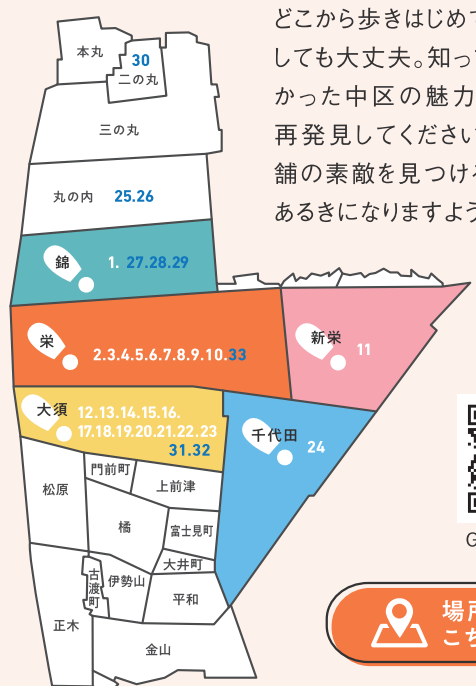 どこから歩きはじめ
しても大丈夫。知っ
かった中区の魅力
再発見してください
舗の素敵を見つける
あるきになりますよう
本丸
30
二の丸
三の丸
丸の内 25.26
錦 1. 27.28.29
栄 2.3.4.5.6.7.8.9.10.33
新栄 11
大須 12.13.14.15.16.
17.18.19.20.21.22.23
31.32
千代田 24
門前町
松原
上前津
橘
富士見町
大井町
古渡町
伊勢山
平和
正木
金山
G
場所
こち